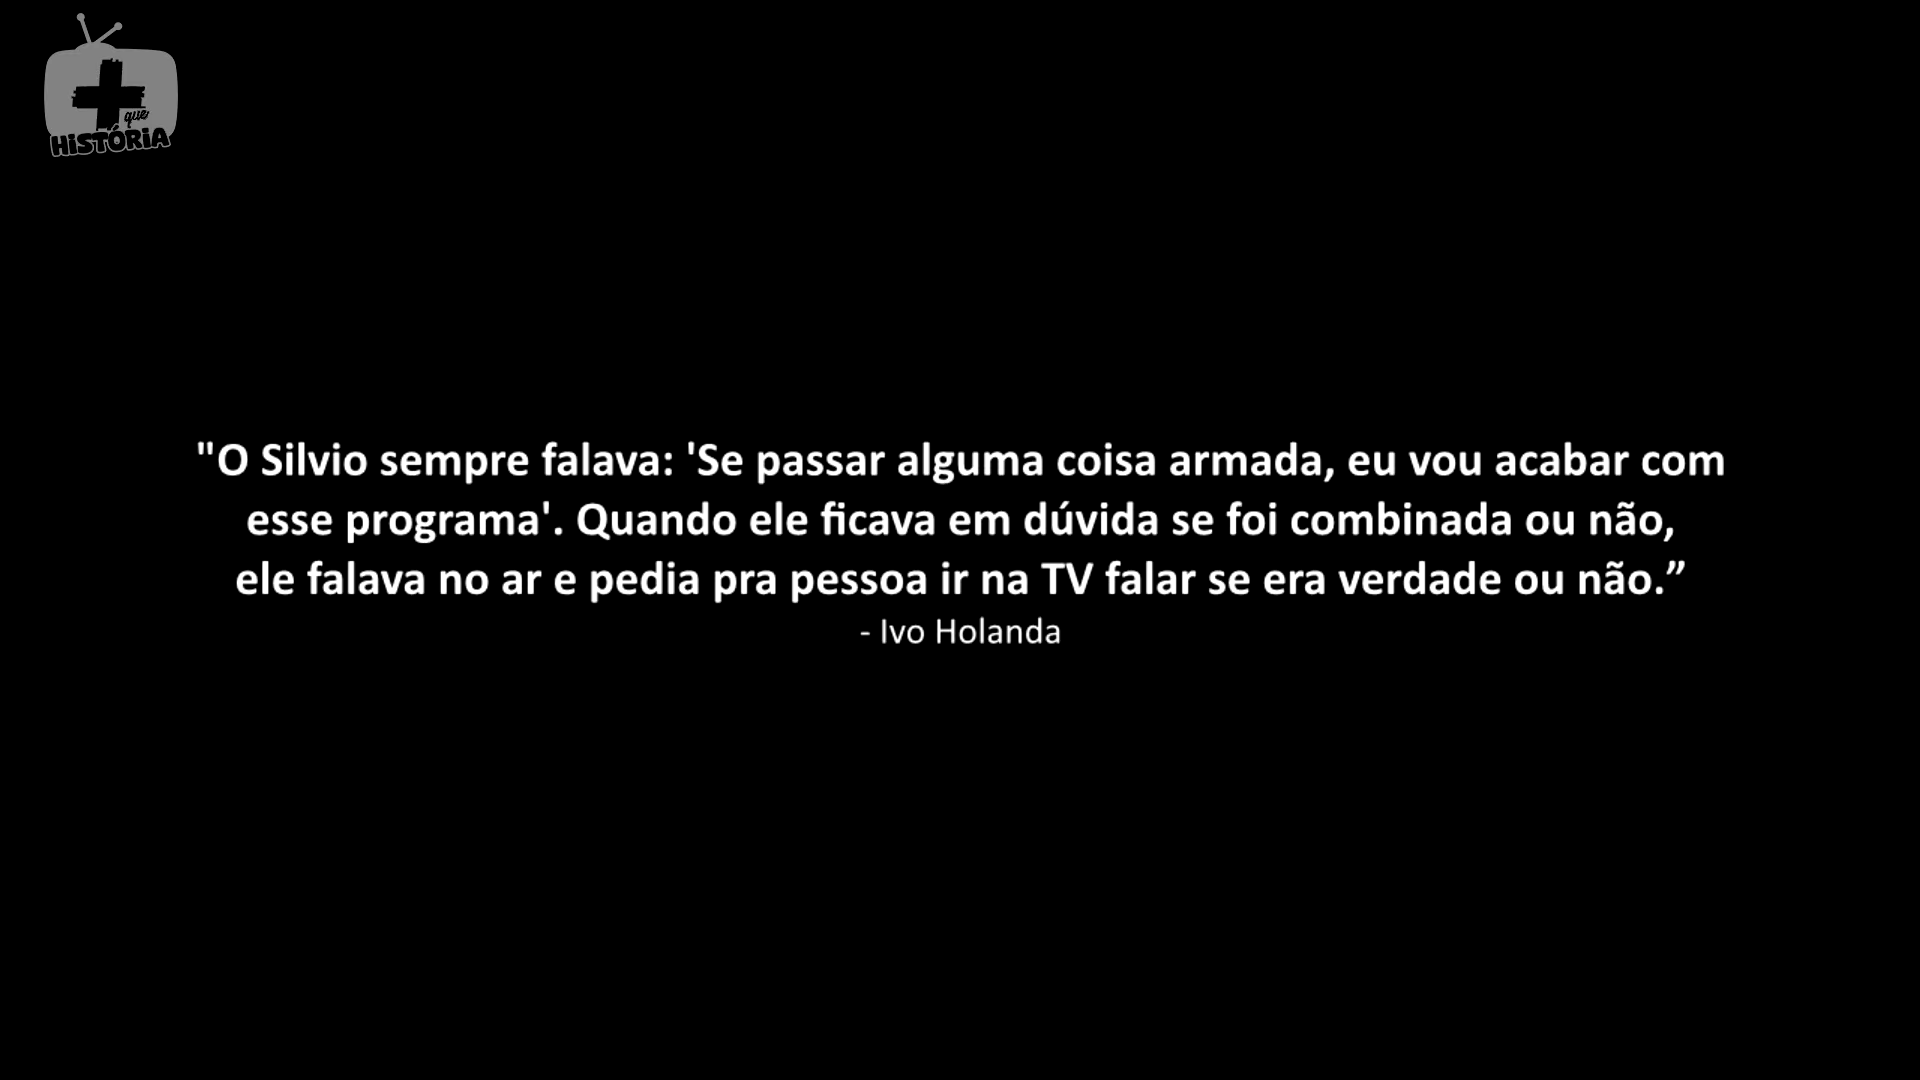 que
HiSTÓRiA
"O Silvio sempre falava: 'Se passar alguma coisa armada, eu vou acabar com
esse programa'. Quando ele ficava em dúvida se foi combinada ou não,
ele falava no ar e pedia pra pessoa ir na TV falar se era verdade ou não.”
- Ivo Holanda